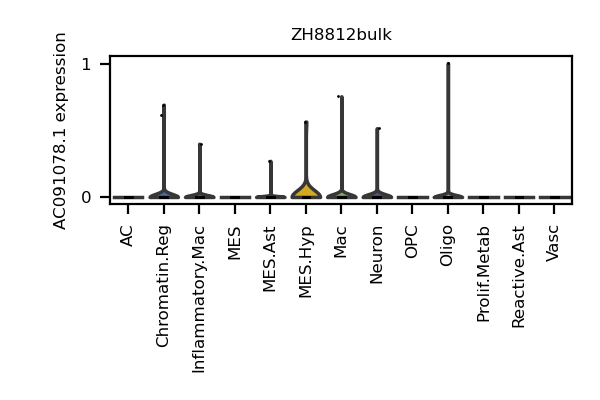 ZH8812bulk
AC091078.1 expression
1
0
AC
Chromatin.Reg
Inflammatory.Mac
MES
MES.Ast
MES.Hyp
Mac
Neuron
OPC
Oligo
Prolif.Metab
Reactive.Ast
Vasc